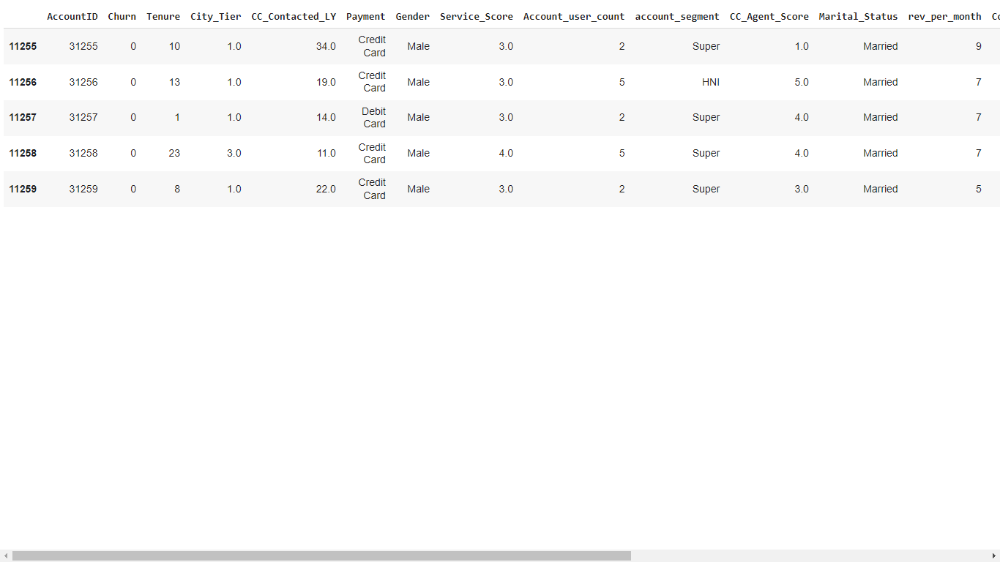 AccountID Churn Tenure City_Tier CC_Contacted_LY Payment Gender Service_Score Account_user_count account_segment CC_Agent_Score Marital_Status rev_per_month Co
11255 31255 0 10 1.0 34.0 Credit Card Male 3.0 2 Super 1.0 Married 9
11256 31256 0 13 1.0 19.0 Credit Card Male 3.0 5 HNI 5.0 Married 7
11257 31257 0 1 1.0 14.0 Debit Card Male 3.0 2 Super 4.0 Married 7
11258 31258 0 23 3.0 11.0 Credit Card Male 4.0 5 Super 4.0 Married 7
11259 31259 0 8 1.0 22.0 Credit Card Male 3.0 2 Super 3.0 Married 5